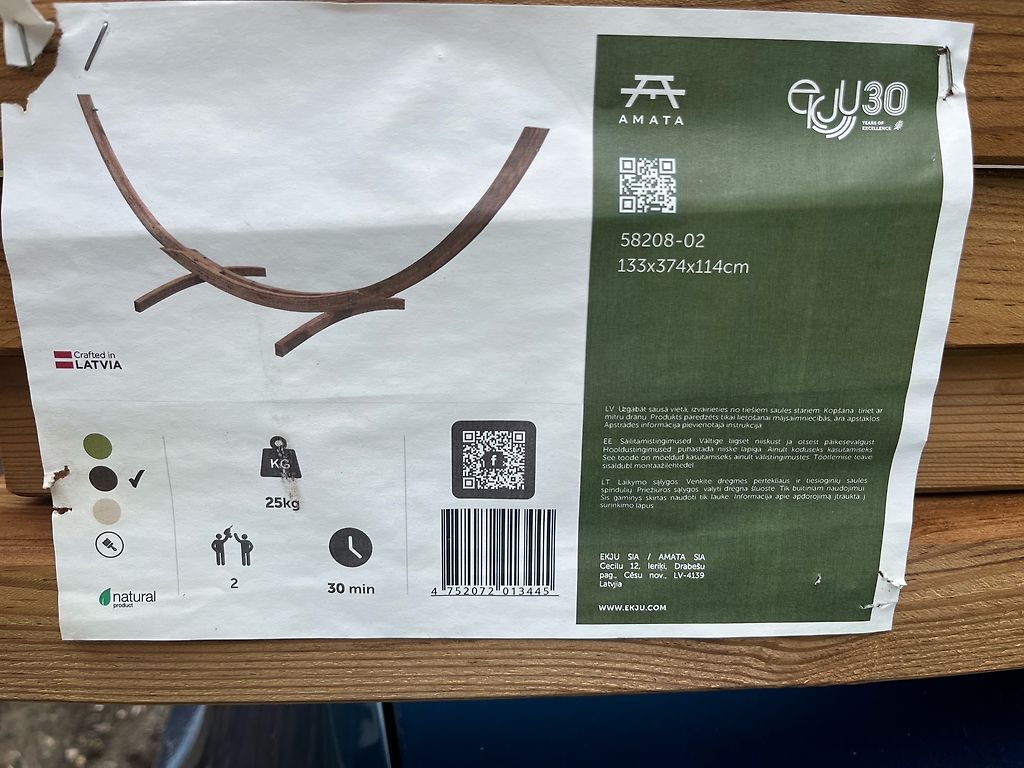 AMATA
ekju 30
YEARS OF
EXCELLENCE
58208-02
133x374x114cm
Crafted in
LATVIA
KG
25kg
2
30 min
natural
product
f
4 752072 013445
LV Uzglabāt sausā vietā, izvairieties no tiešiem saules stariem. Kopšana: tīriet ar
mitru drānu. Produkts paredzēts tikai lietošanai mājsaimniecībās, āra apstākļos.
Apstrādes informācija pievienotajā instrukcijā
EE Säilitamistingimused: Vältige liigset niiskust ja otsest päikesevalgust.
Hooldustingimused: puhastada niiske lapiga. Ainult koduseks kasutamiseks.
See toode on mõeldud kasutamiseks ainult välistingimustes. Töötlemise teave
sisaldub montaažilehtedel
LT Laikymo sąlygos: Venkite drėgmės pertekliaus ir tiesioginių saulės
spindulių. Priežiūros sąlygos: valyti drėgna šluoste. Tik buitiniam naudojimui.
Šis gaminys skirtas naudoti tik lauke. Informacija apie apdorojimą įtraukta į
surinkimo lapus
EKJU SIA / AMATA SIA
Cecīlu 12, Ieriķi, Drabešu
pag., Cēsu nov., LV-4139
Latvija
WWW.EKJU.COM